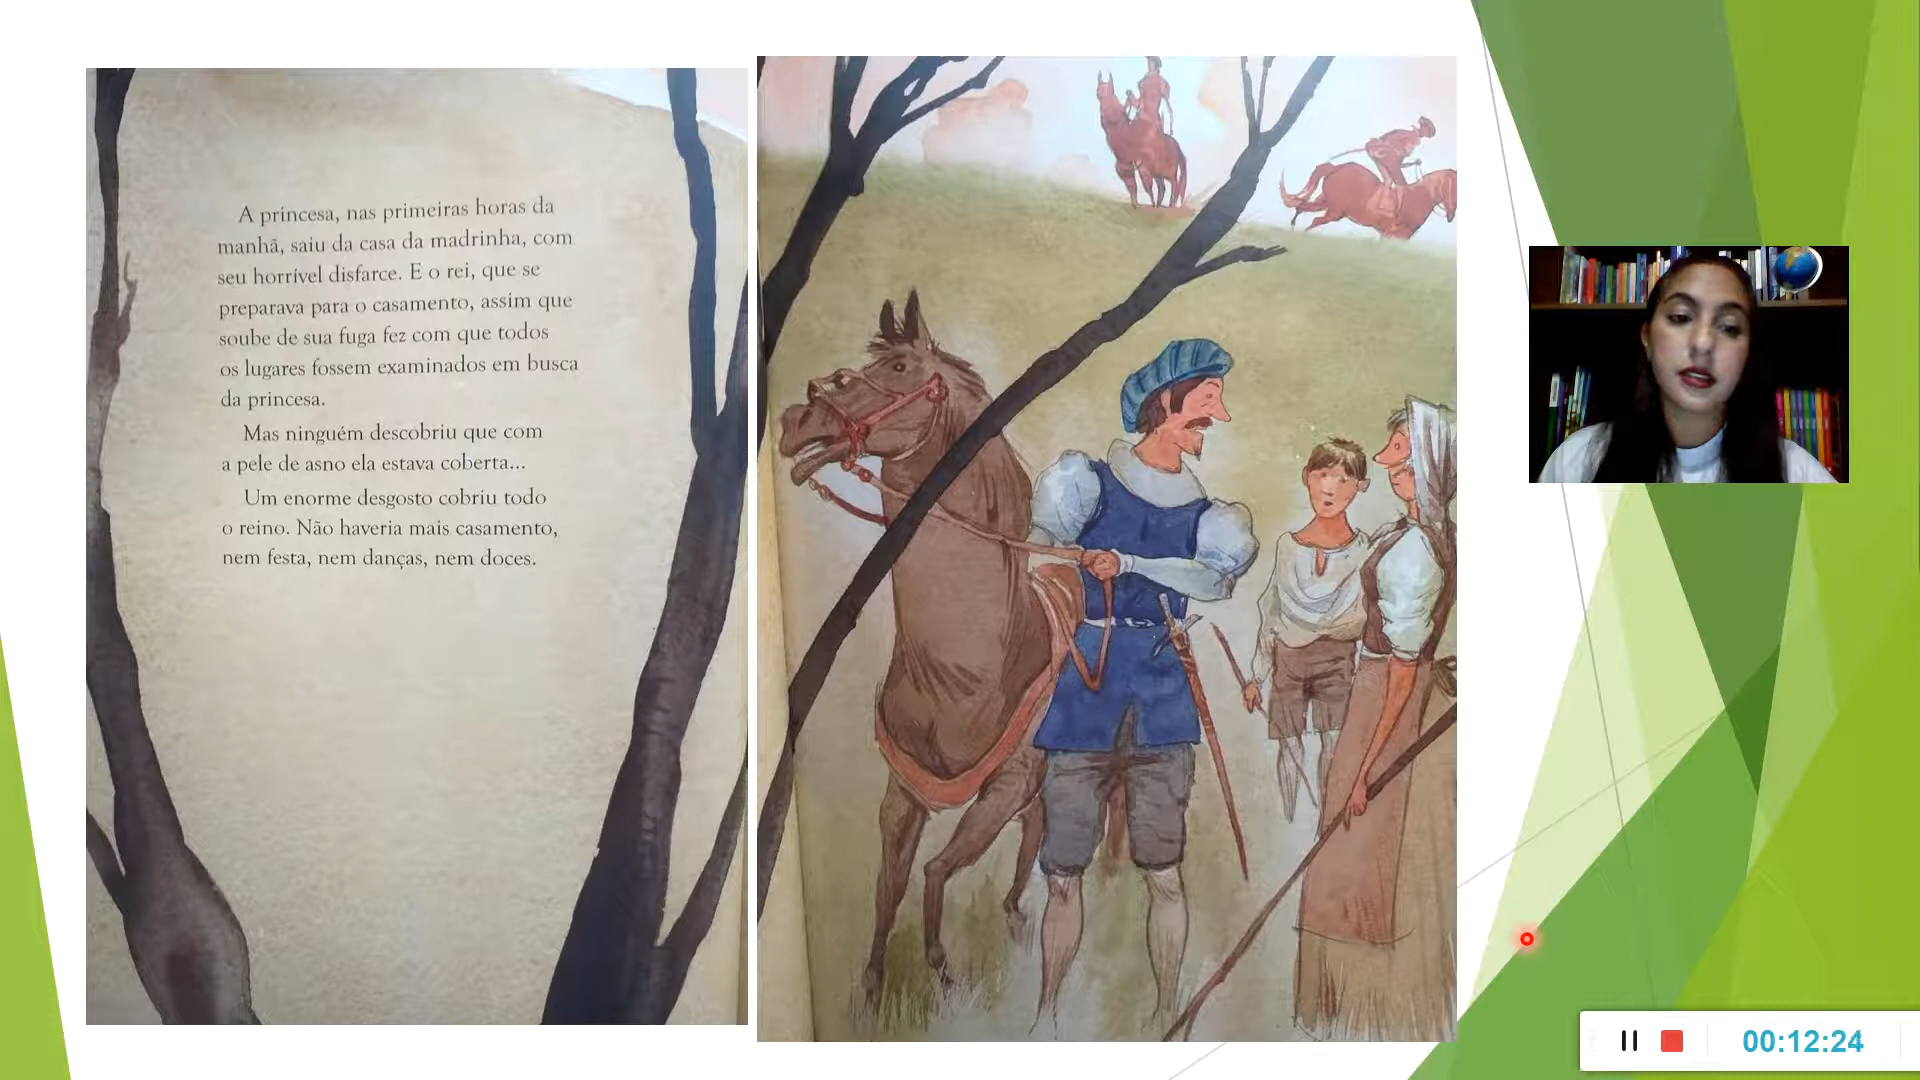 A princesa, nas primeiras horas da
manhã, saiu da casa da madrinha, com
seu horrível disfarce. E o rei, que se
preparava para o casamento, assim que
soube de sua fuga fez com que todos
os lugares fossem examinados em busca
da princesa.
Mas ninguém descobriu que com
a pele de asno ela estava coberta...
Um enorme desgosto cobriu todo
o reino. Não haveria mais casamento,
nem festa, nem danças, nem doces.
00:12:24